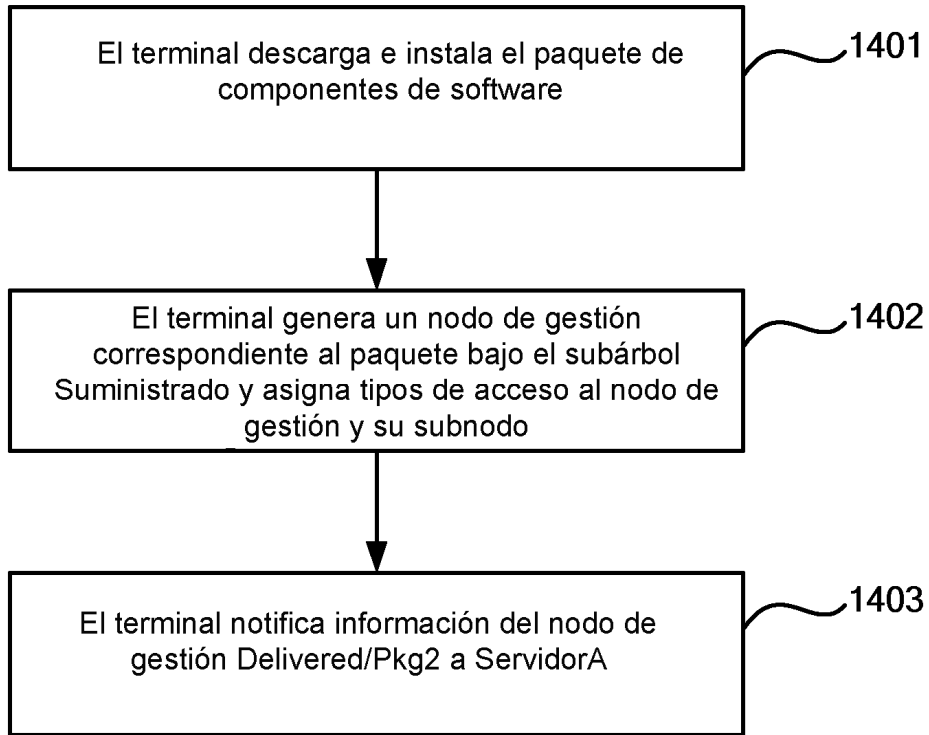 El terminal descarga e instala el paquete de
componentes de software
1401
El terminal genera un nodo de gestión
correspondiente al paquete bajo el subárbol
Suministrado y asigna tipos de acceso al nodo de
gestión y su subnodo
1402
El terminal notifica información del nodo de
gestión Delivered/Pkg2 a ServidorA
1403